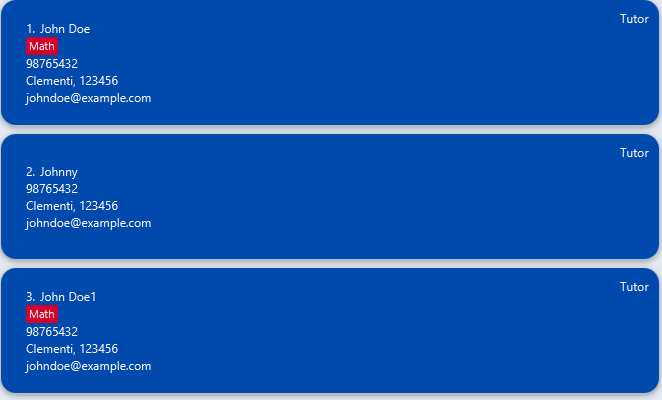 Tutor
1. John Doe
Math
98765432
Clementi, 123456
johndoe@example.com
Tutor
2. Johnny
98765432
Clementi, 123456
johndoe@example.com
Tutor
3. John Doe1
Math
98765432
Clementi, 123456
johndoe@example.com